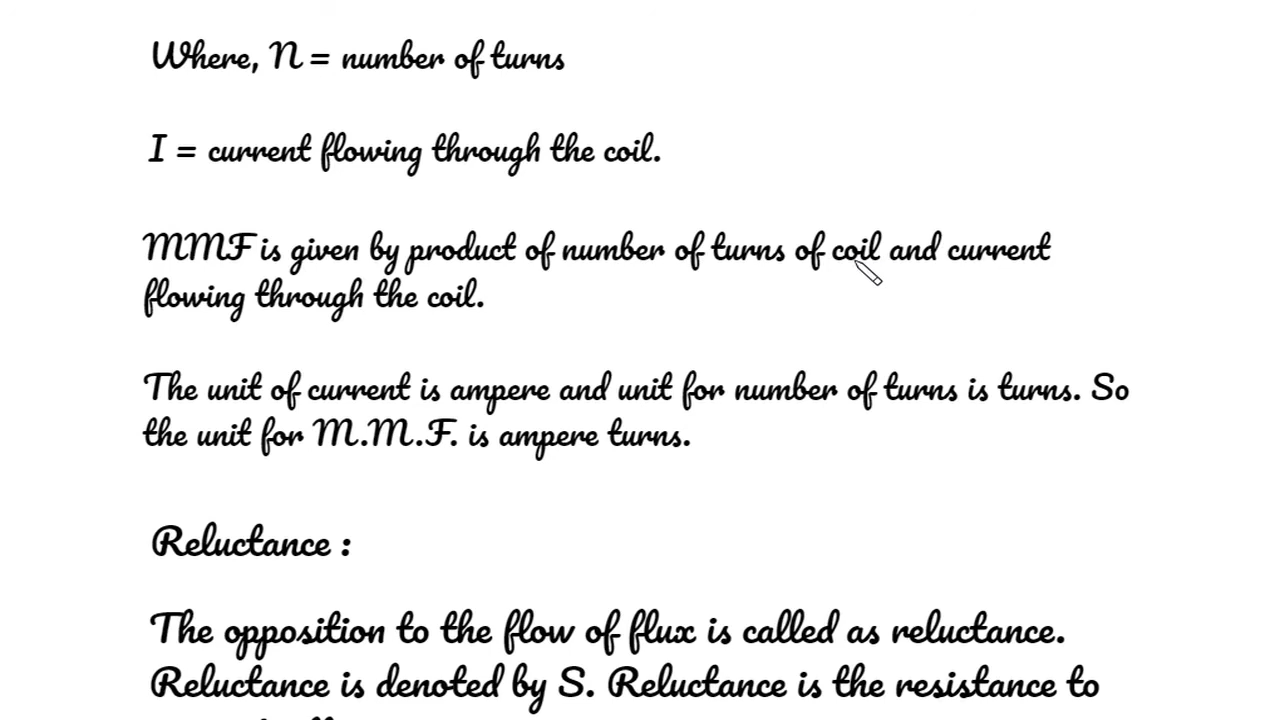 Where, N = number of turns
I = current flowing through the coil.
MMF is given by product of number of turns of coil and current
flowing through the coil.
The unit of current is ampere and unit for number of turns is turns. So
the unit for M.M.F. is ampere turns.
Reluctance :
The opposition to the flow of flux is called as reluctance.
Reluctance is denoted by S. Reluctance is the resistance to